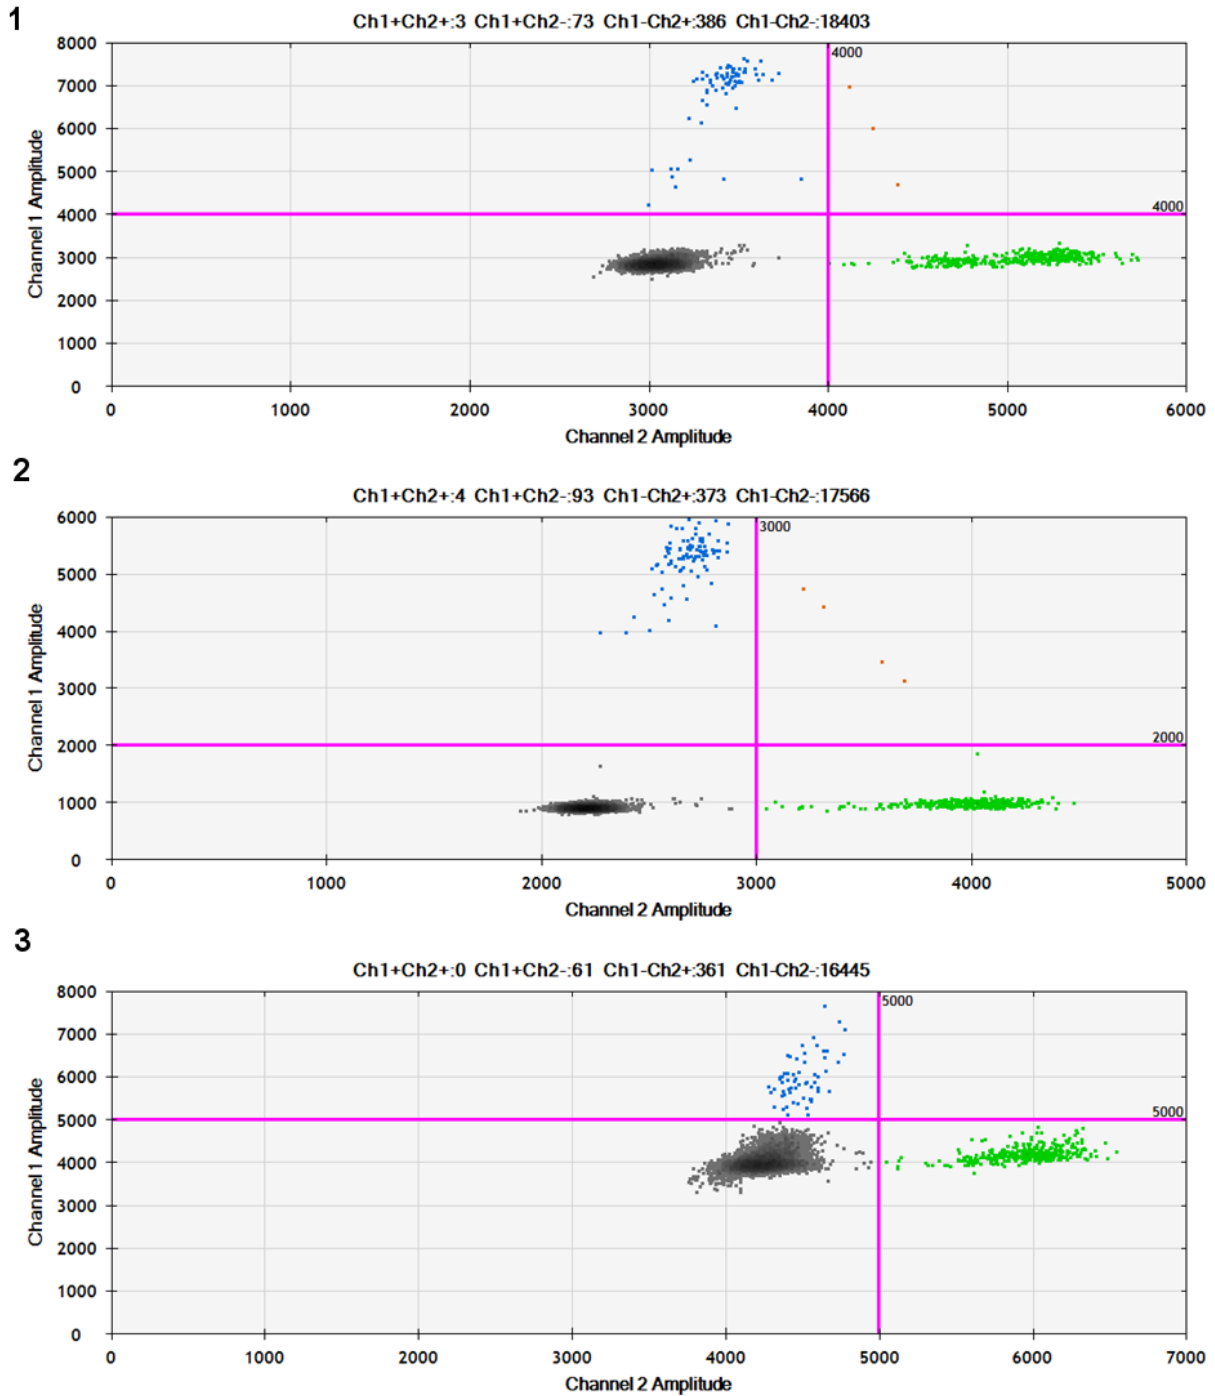 1
Ch1+Ch2+:3 Ch1+Ch2-:73 Ch1-Ch2+:386 Ch1-Ch2-:18403
8000
7000
6000
5000
4000
3000
2000
1000
0
4000
4000
Channel 1 Amplitude
0 1000 2000 3000 4000 5000 6000
Channel 2 Amplitude
2
Ch1+Ch2+:4 Ch1+Ch2-:93 Ch1-Ch2+:373 Ch1-Ch2-:17566
6000
5000
4000
3000
2000
1000
0
3000
2000
Channel 1 Amplitude
0 1000 2000 3000 4000 5000
Channel 2 Amplitude
3
Ch1+Ch2+:0 Ch1+Ch2-:61 Ch1-Ch2+:361 Ch1-Ch2-:16445
8000
7000
6000
5000
4000
3000
2000
1000
0
5000
5000
Channel 1 Amplitude
0 1000 2000 3000 4000 5000 6000 7000
Channel 2 Amplitude